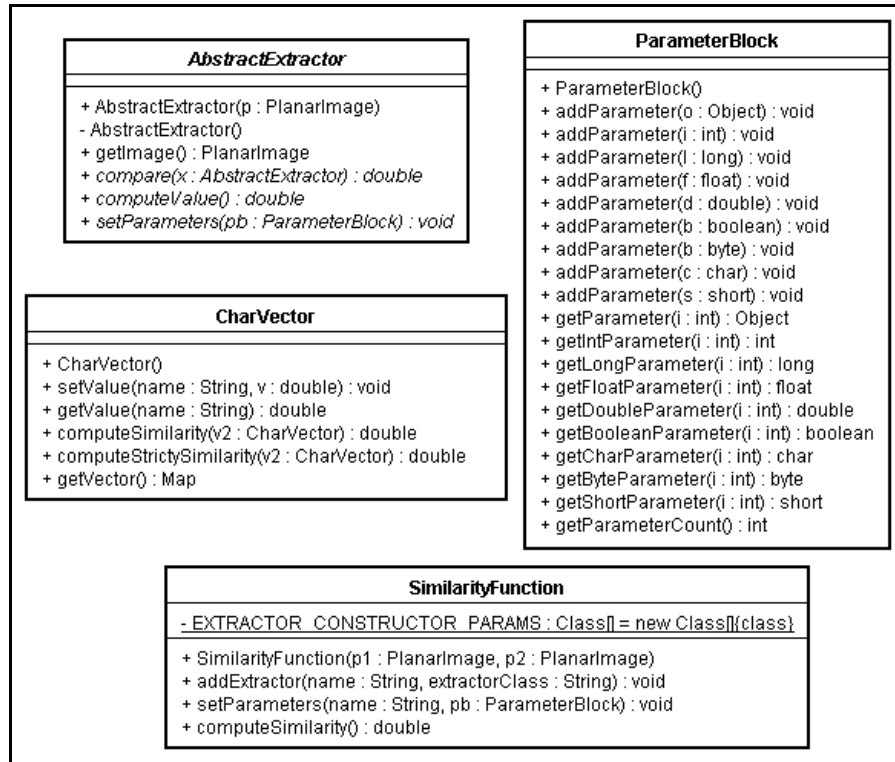 AbstractExtractor
+ AbstractExtractor(p : PlanarImage)
- AbstractExtractor()
+ getImage() : PlanarImage
+ compare(x : AbstractExtractor) : double
+ computeValue() : double
+ setParameters(pb : ParameterBlock) : void
ParameterBlock
+ ParameterBlock()
+ addParameter(o : Object) : void
+ addParameter(i : int) : void
+ addParameter(l : long) : void
+ addParameter(f : float) : void
+ addParameter(d : double) : void
+ addParameter(b : boolean) : void
+ addParameter(b : byte) : void
+ addParameter(c : char) : void
+ addParameter(s : short) : void
+ getParameter(i : int) : Object
+ getIntParameter(i : int) : int
+ getLongParameter(i : int) : long
+ getFloatParameter(i : int) : float
+ getDoubleParameter(i : int) : double
+ getBooleanParameter(i : int) : boolean
+ getCharParameter(i : int) : char
+ getByteParameter(i : int) : byte
+ getShortParameter(i : int) : short
+ getParameterCount() : int
CharVector
+ CharVector()
+ setValue(name : String, v : double) : void
+ getValue(name : String) : double
+ computeSimilarity(v2 : CharVector) : double
+ computeStrictySimilarity(v2 : CharVector) : double
+ getVector() : Map
SimilarityFunction
- EXTRACTOR_CONSTRUCTOR_PARAMS : Class[] = new Class[]{class}
+ SimilarityFunction(p1 : PlanarImage, p2 : PlanarImage)
+ addExtractor(name : String, extractorClass : String) : void
+ setParameters(name : String, pb : ParameterBlock) : void
+ computeSimilarity() : double